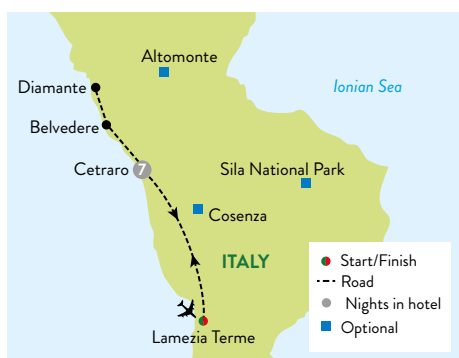 Altomonte
Diamante
Ionian Sea
Belvedere
Cetraro
7
Sila National Park
Cosenza
ITALY
Start/Finish
Road
Nights in hotel
Optional
Lamezia Terme